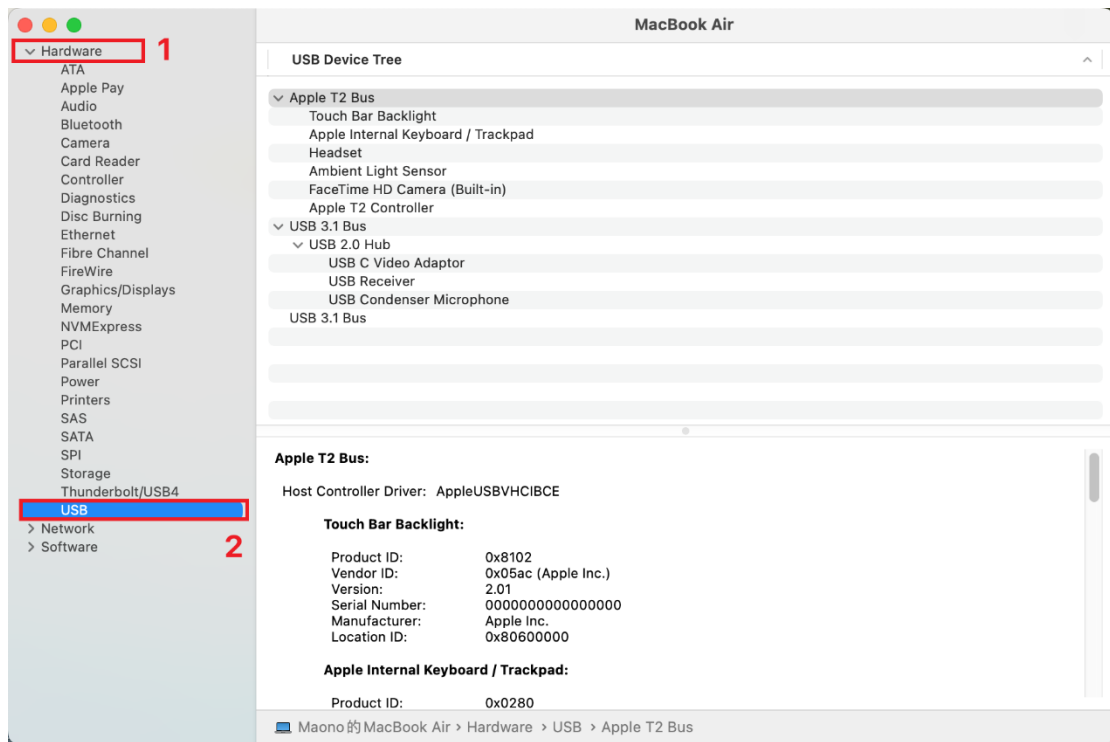 MacBook Air
Hardware
1
ATA
Apple Pay
Audio
Bluetooth
Camera
Card Reader
Controller
Diagnostics
Disc Burning
Ethernet
Fibre Channel
FireWire
Graphics/Displays
Memory
NVMExpress
PCI
Parallel SCSI
Power
Printers
SAS
SATA
SPI
Storage
Thunderbolt/USB4
USB
2
Network
Software
USB Device Tree
Apple T2 Bus
Touch Bar Backlight
Apple Internal Keyboard / Trackpad
Headset
Ambient Light Sensor
FaceTime HD Camera (Built-in)
Apple T2 Controller
USB 3.1 Bus
USB 2.0 Hub
USB C Video Adaptor
USB Receiver
USB Condenser Microphone
USB 3.1 Bus
Apple T2 Bus:
Host Controller Driver: AppleUSBVHCIBCE
Touch Bar Backlight:
Product ID: 0x8102
Vendor ID: 0x05ac (Apple Inc.)
Version: 2.01
Serial Number: 0000000000000000
Manufacturer: Apple Inc.
Location ID: 0x80600000
Apple Internal Keyboard / Trackpad:
Product ID: 0x0280
Maono的MacBook Air › Hardware › USB › Apple T2 Bus